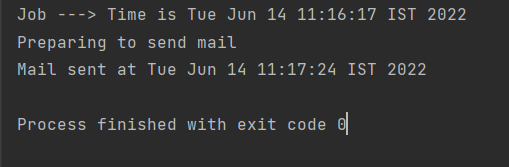 Job ---> Time is Tue Jun 14 11:16:17 IST 2022
Preparing to send mail
Mail sent at Tue Jun 14 11:17:24 IST 2022
Process finished with exit code 0